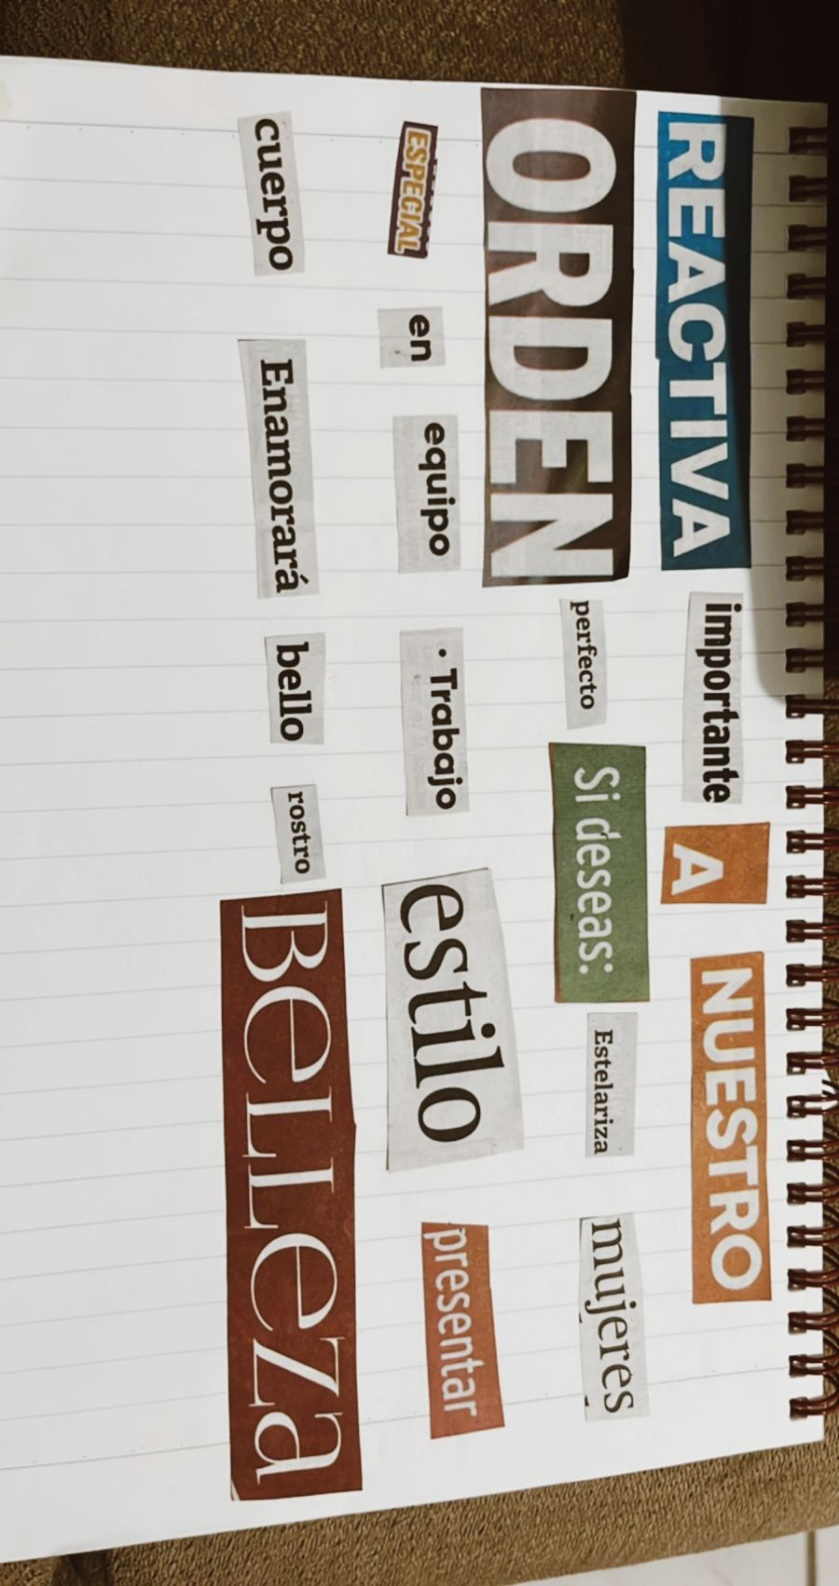 REACTIVA importante A NUESTRO
ORDEN perfecto Si deseas: Estelariza mujeres
ESPECIAL en equipo · Trabajo estilo presentar
cuerpo Enamorará bello rostro BeLLeza